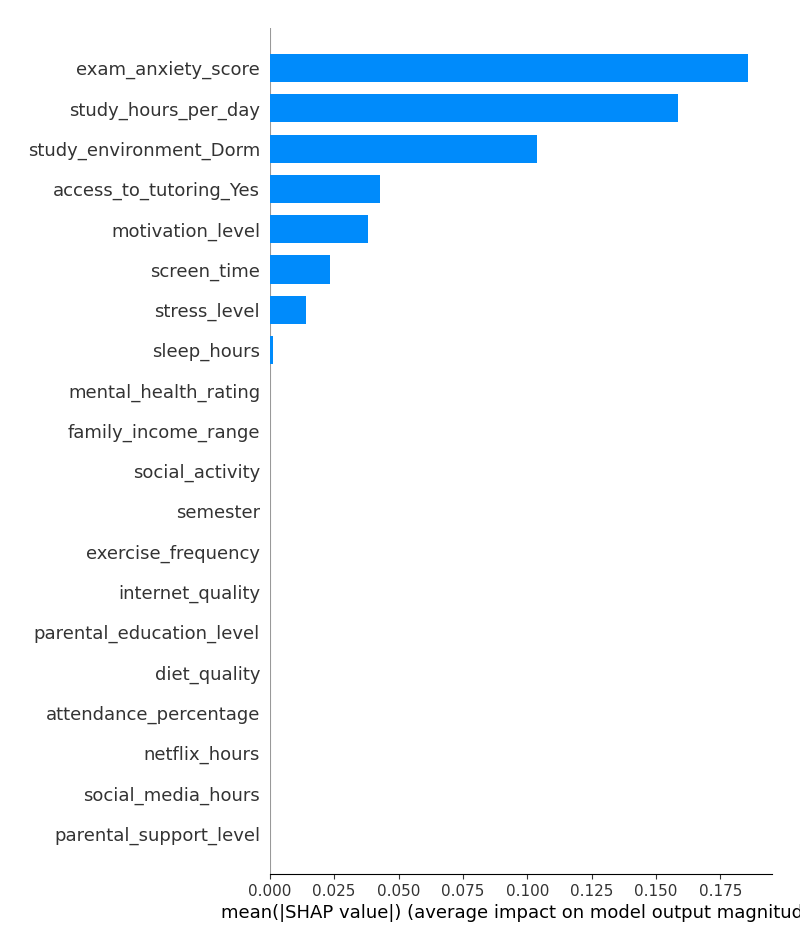 exam_anxiety_score
study_hours_per_day
study_environment_Dorm
access_to_tutoring_Yes
motivation_level
screen_time
stress_level
sleep_hours
mental_health_rating
family_income_range
social_activity
semester
exercise_frequency
internet_quality
parental_education_level
diet_quality
attendance_percentage
netflix_hours
social_media_hours
parental_support_level
0.000 0.025 0.050 0.075 0.100 0.125 0.150 0.175
mean(|SHAP value|) (average impact on model output magnitud